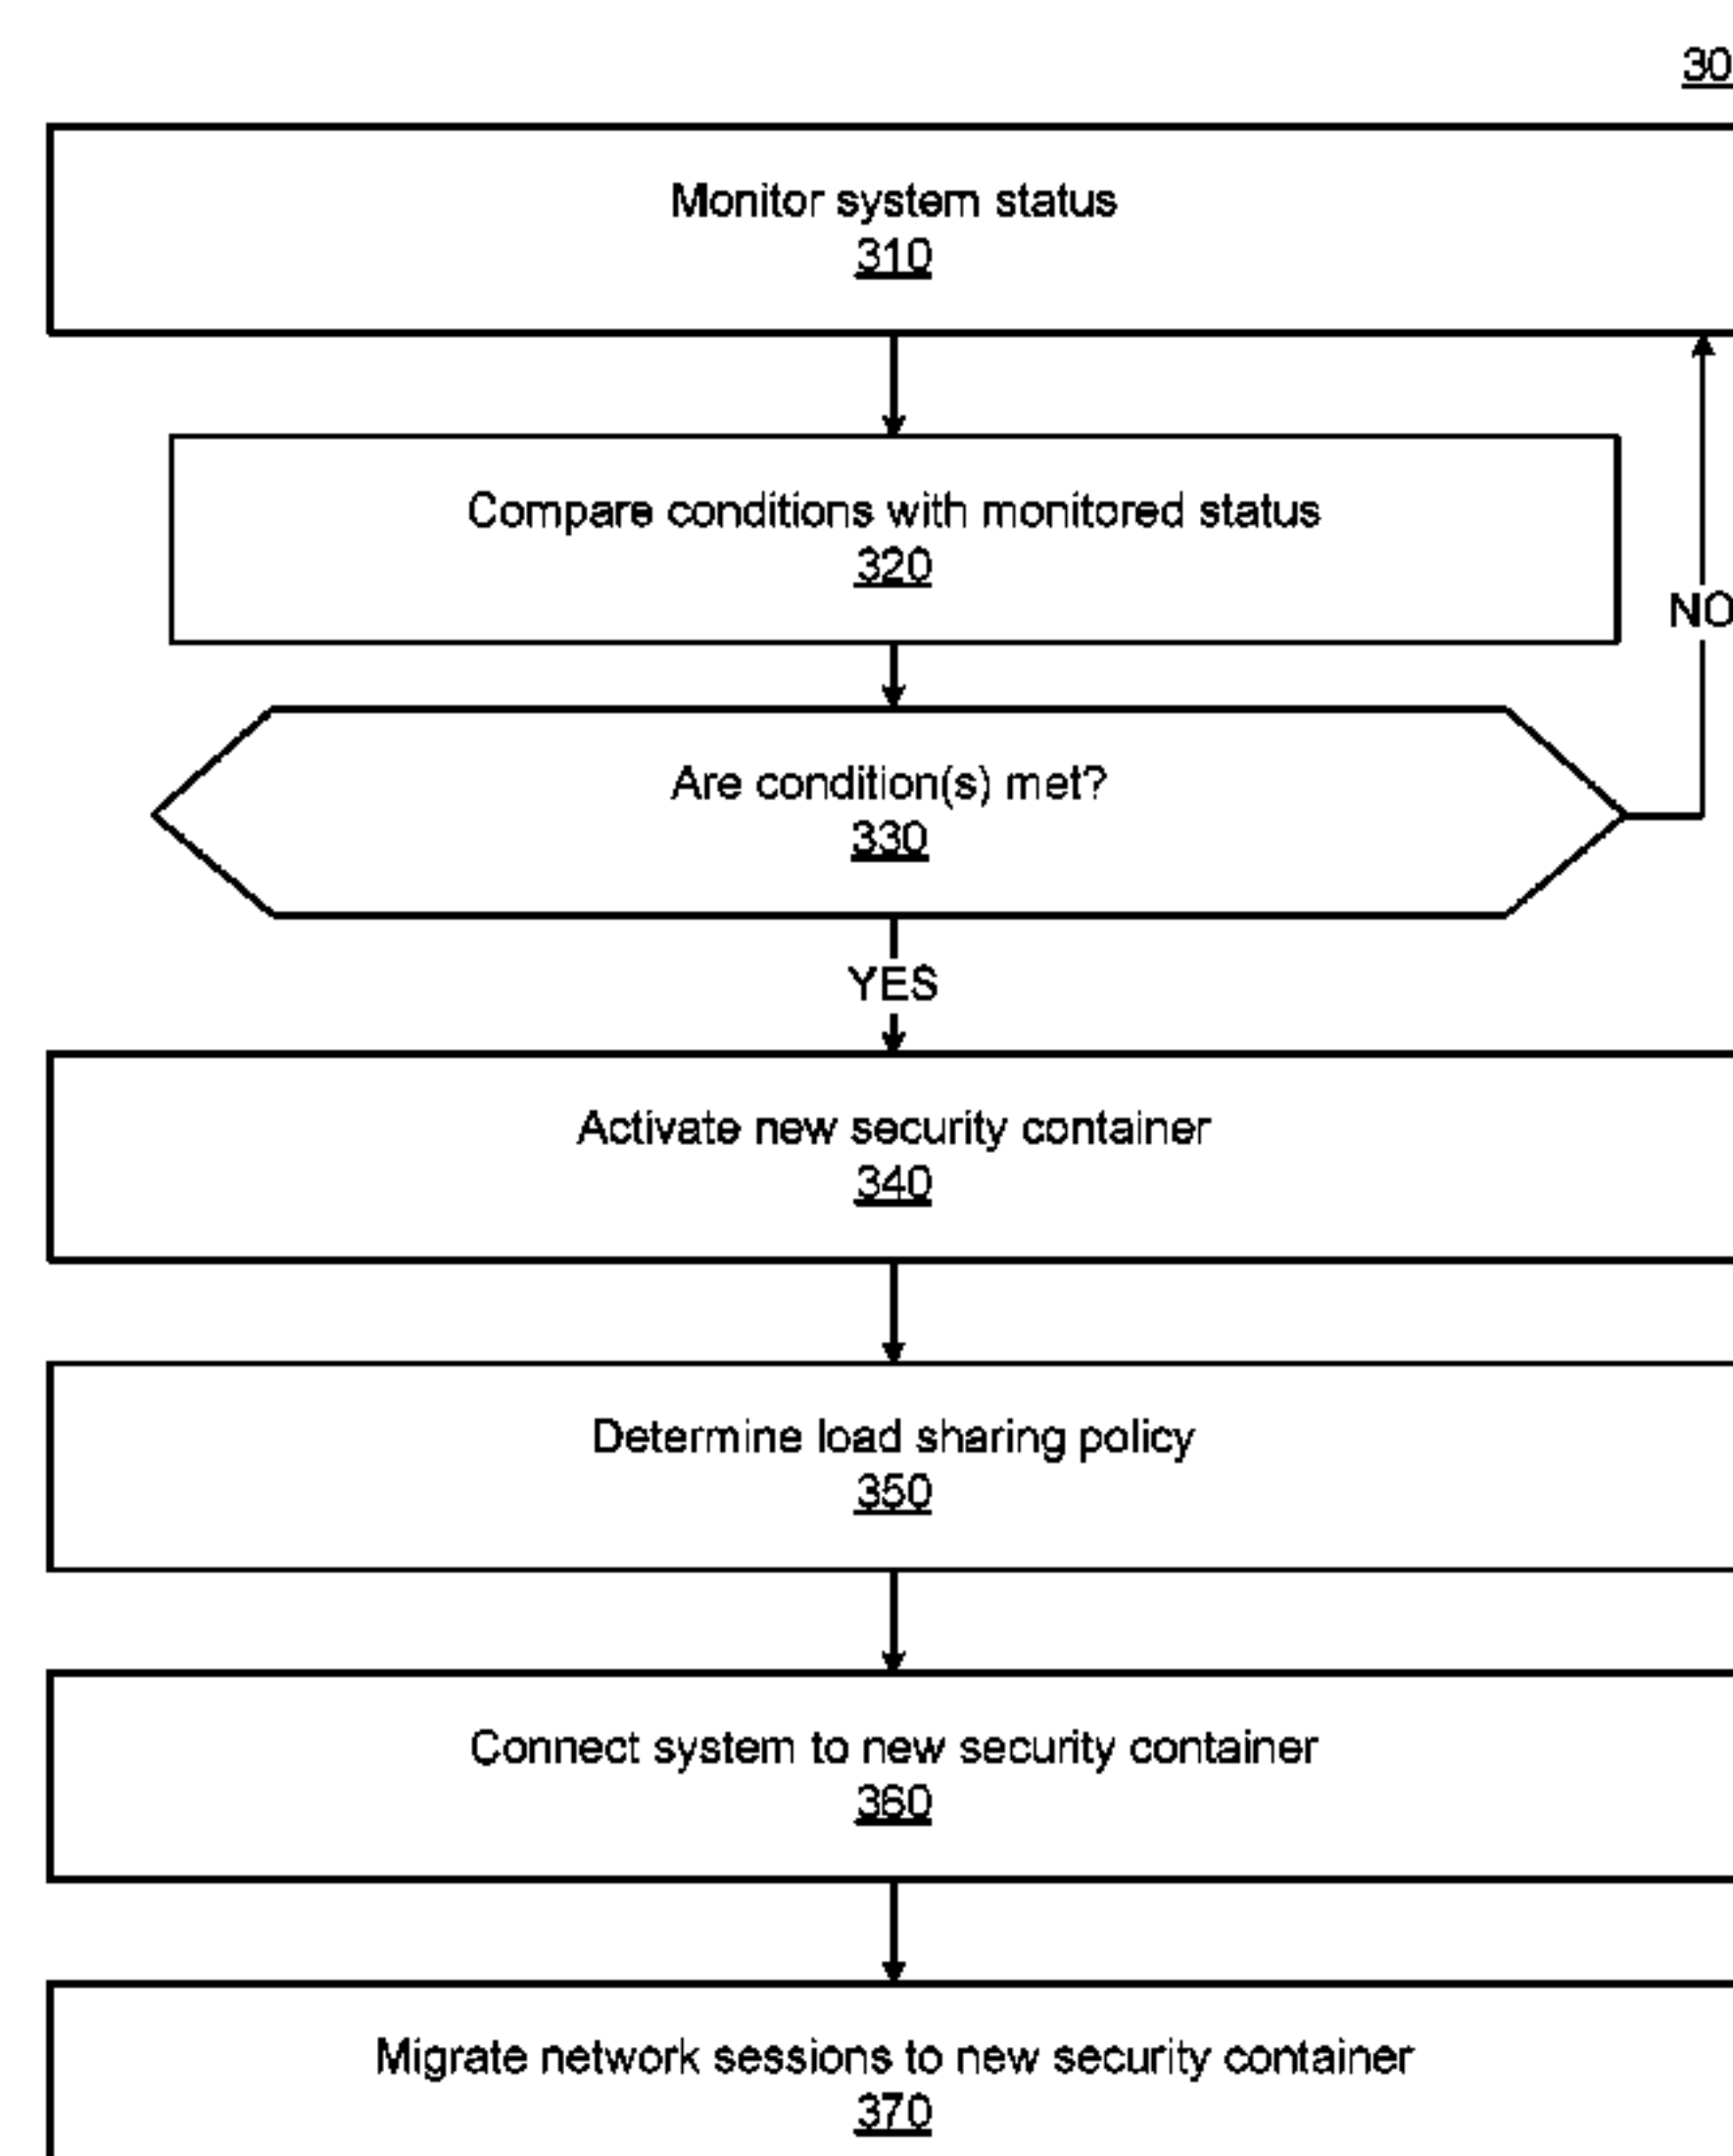 30
Monitor system status
310
Compare conditions with monitored status
320
NO
Are condition(s) met?
330
YES
Activate new security container
340
Determine load sharing policy
350
Connect system to new security container
360
Migrate network sessions to new security container
370